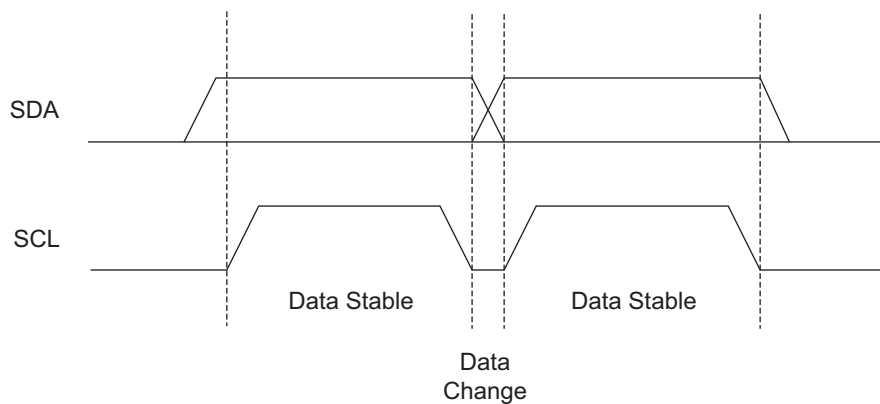 SDA
SCL
Data Stable
Data Stable
Data
Change